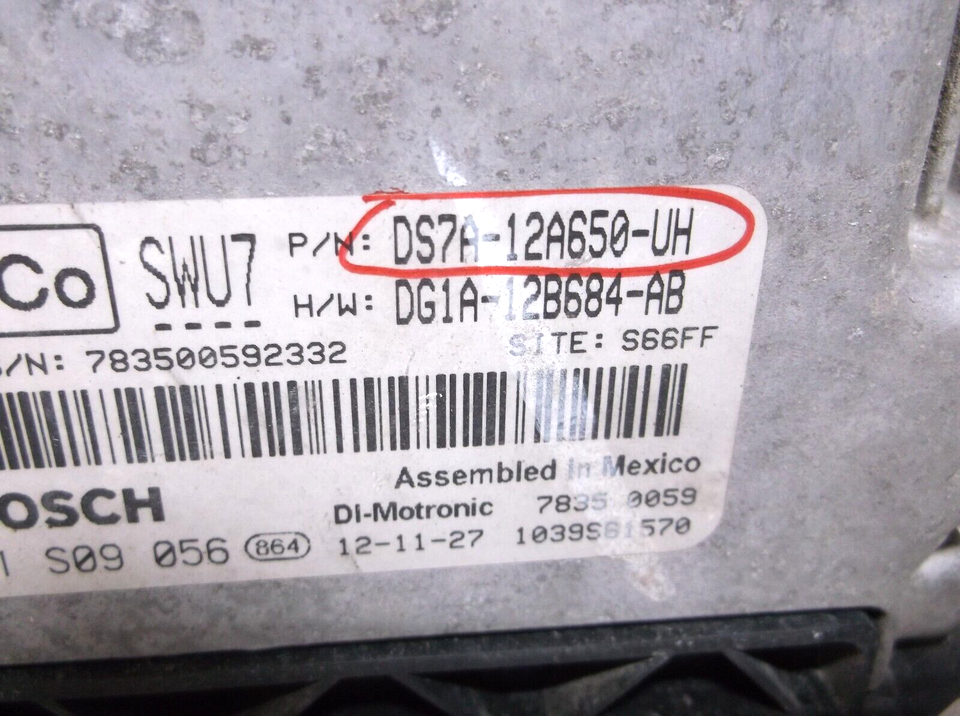 Co SWU7 P/N: DS7A-12A650-UH
H/W: DG1A-12B684-AB
/N: 783500592332 SITE: S66FF
Assembled in Mexico
OSCH DI-Motronic 7835 0059
1 S09 056 864 12-11-27 1039S61570